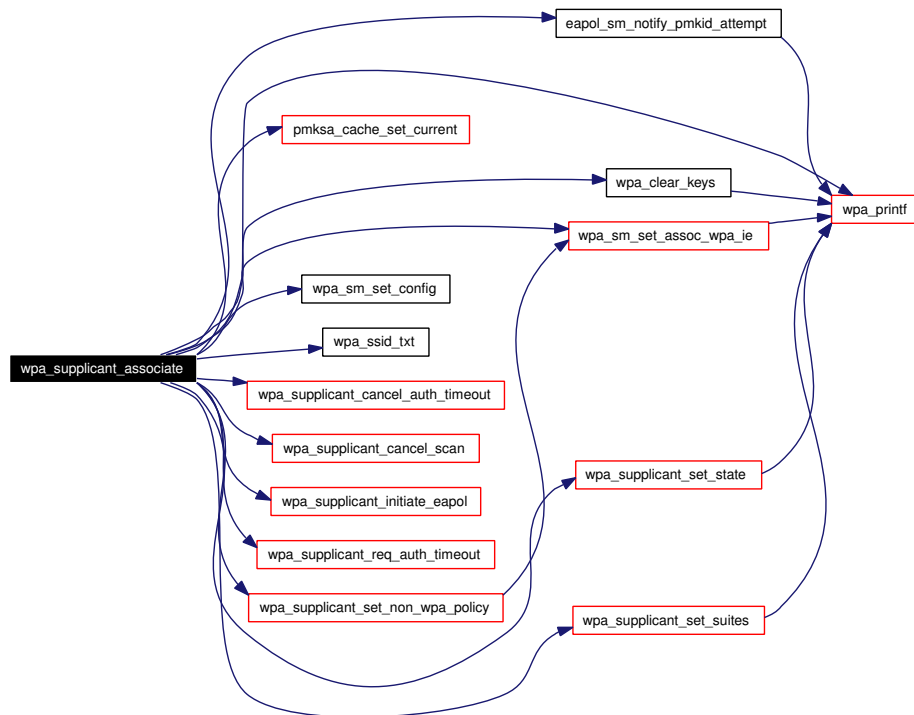 eapol_sm_notify_pmkid_attempt
pmksa_cache_set_current
wpa_clear_keys
wpa_printf
wpa_sm_set_assoc_wpa_ie
wpa_sm_set_config
wpa_ssid_txt
wpa_supplicant_associate
wpa_supplicant_cancel_auth_timeout
wpa_supplicant_cancel_scan
wpa_supplicant_set_state
wpa_supplicant_initiate_eapol
wpa_supplicant_req_auth_timeout
wpa_supplicant_set_non_wpa_policy
wpa_supplicant_set_suites